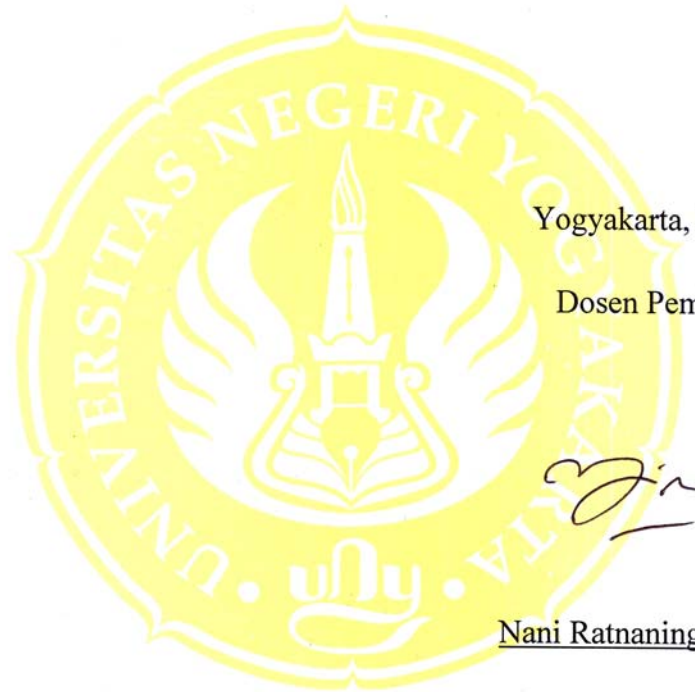 UNIVERSITAS NEGERI YOGYAKARTA
Yogyakarta,
Dosen Pem
uny
Nani Ratnaning